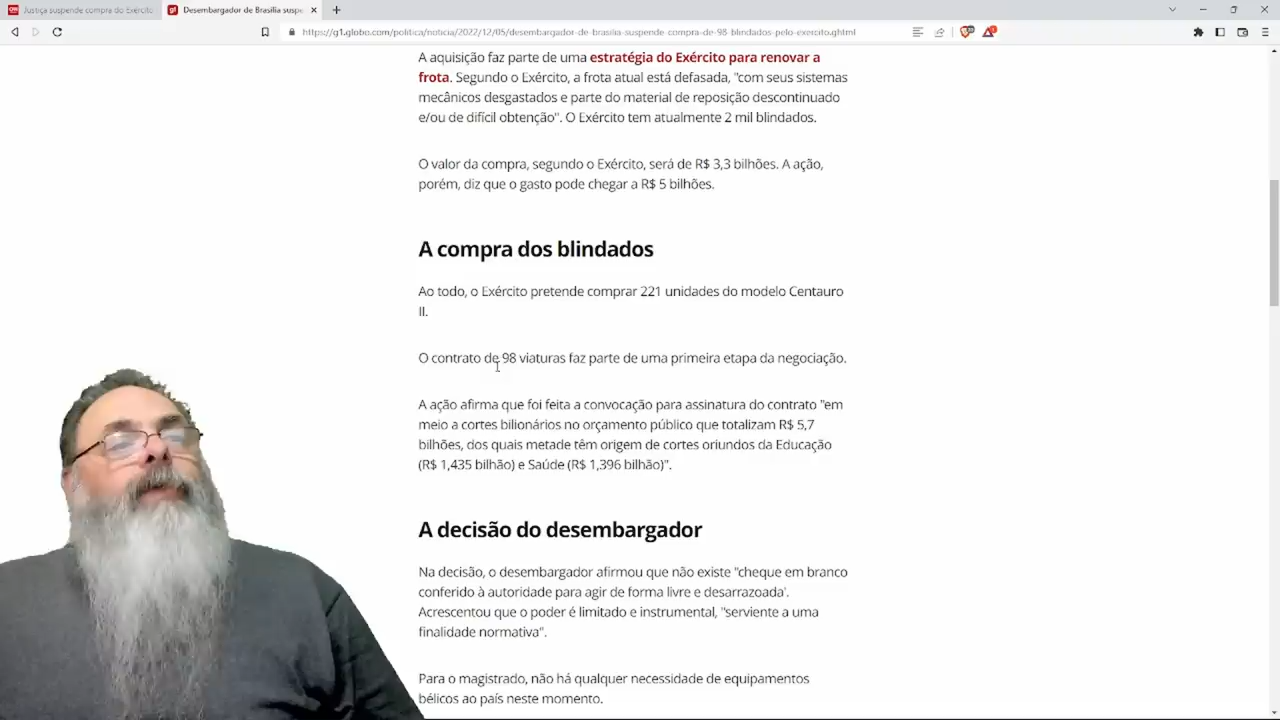 Justiça suspende compra do Exército
Desembargador de Brasília suspe
https://g1.globo.com/politica/noticia/2022/12/05/desembargador-de-brasilia-suspende-compra-de-98-blindados-pelo-exercito.ghtml
A aquisição faz parte de uma estratégia do Exército para renovar a
frota. Segundo o Exército, a frota atual está defasada, "com seus sistemas
mecânicos desgastados e parte do material de reposição descontinuado
e/ou de difícil obtenção". O Exército tem atualmente 2 mil blindados.
O valor da compra, segundo o Exército, será de R$ 3,3 bilhões. A ação,
porém, diz que o gasto pode chegar a R$ 5 bilhões.
A compra dos blindados
Ao todo, o Exército pretende comprar 221 unidades do modelo Centauro
II.
O contrato de 98 viaturas faz parte de uma primeira etapa da negociação.
A ação afirma que foi feita a convocação para assinatura do contrato "em
meio a cortes bilionários no orçamento público que totalizam R$ 5,7
bilhões, dos quais metade têm origem de cortes oriundos da Educação
(R$ 1,435 bilhão) e Saúde (R$ 1,396 bilhão)".
A decisão do desembargador
Na decisão, o desembargador afirmou que não existe "cheque em branco
conferido à autoridade para agir de forma livre e desarrazoada'.
Acrescentou que o poder é limitado e instrumental, "serviente a uma
finalidade normativa".
Para o magistrado, não há qualquer necessidade de equipamentos
bélicos ao país neste momento.